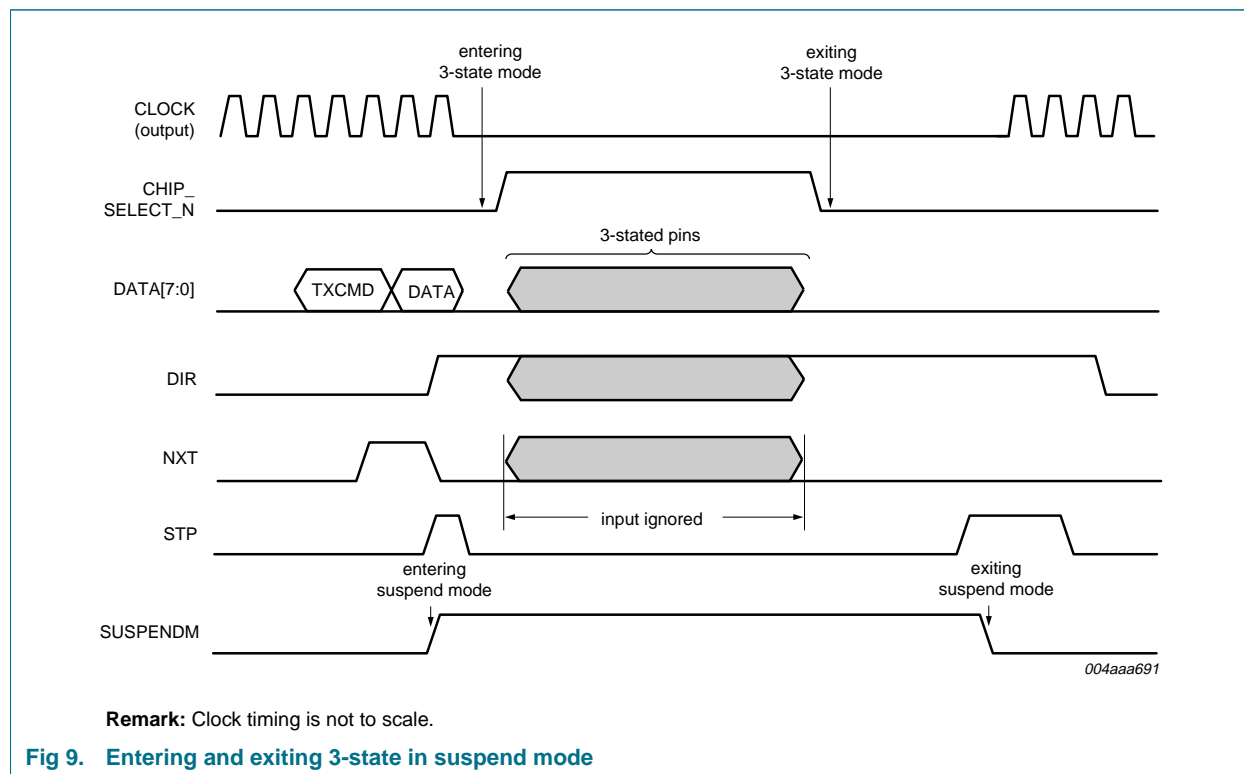 entering
3-state mode
exiting
3-state mode
CLOCK
(output)
CHIP_
SELECT_N
3-stated pins
DATA[7:0]
TXCMD
DATA
DIR
NXT
input ignored
STP
entering
suspend mode
exiting
suspend mode
SUSPENDM
004aaa691
Remark: Clock timing is not to scale.
Fig 9. Entering and exiting 3-state in suspend mode